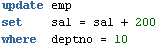 update emp
set    sal = sal + 200
where  deptno = 10